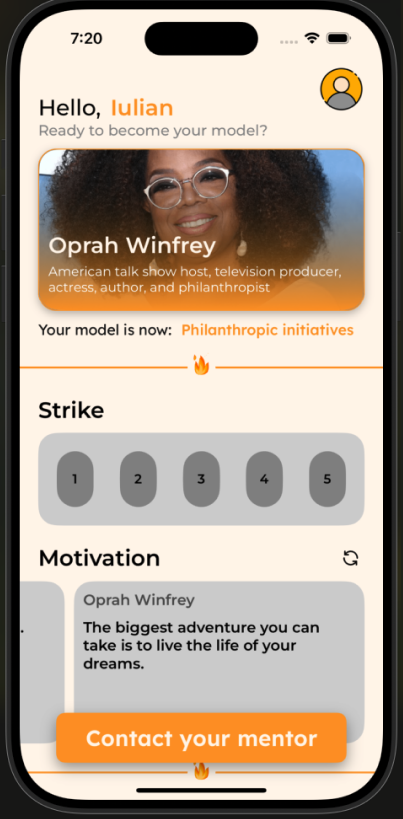 7:20
Hello, Iulian
Ready to become your model?
Oprah Winfrey
American talk show host, television producer,
actress, author, and philanthropist
Your model is now: Philanthropic initiatives
Strike
1 2 3 4 5
Motivation
.
Oprah Winfrey
The biggest adventure you can
take is to live the life of your
dreams.
Contact your mentor